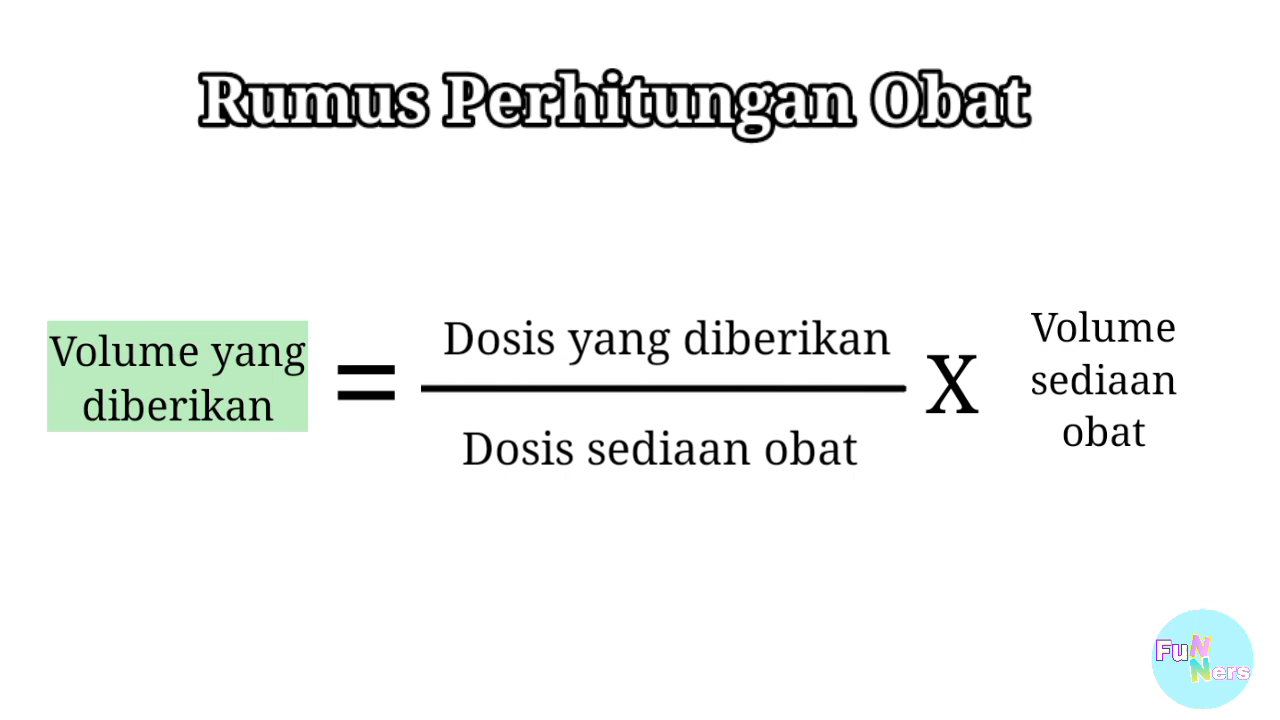 Rumus Perhitungan Obat
Volume yang
diberikan
=
Dosis yang diberikan
Dosis sediaan obat
X
Volume
sediaan
obat
FuN
Ners